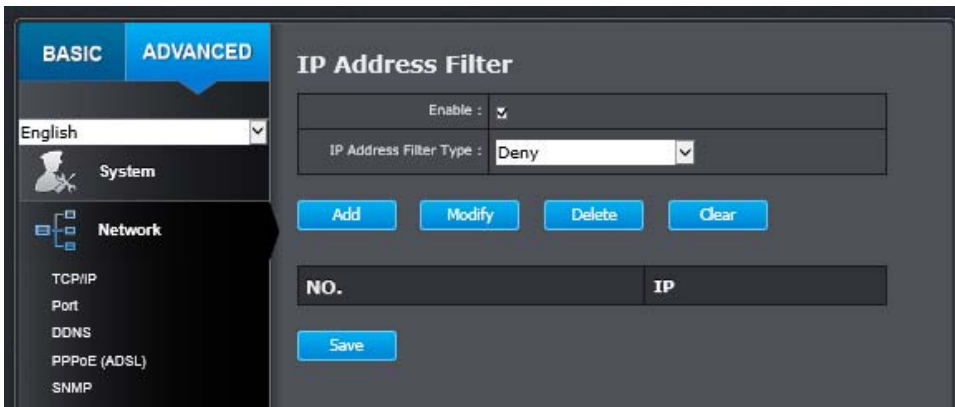 BASIC ADVANCED
English
System
Network
TCP/IP
Port
DDNS
PPPoE (ADSL)
SNMP
IP Address Filter
Enable :
IP Address Filter Type : Deny
Add Modify Delete Clear
NO. IP
Save